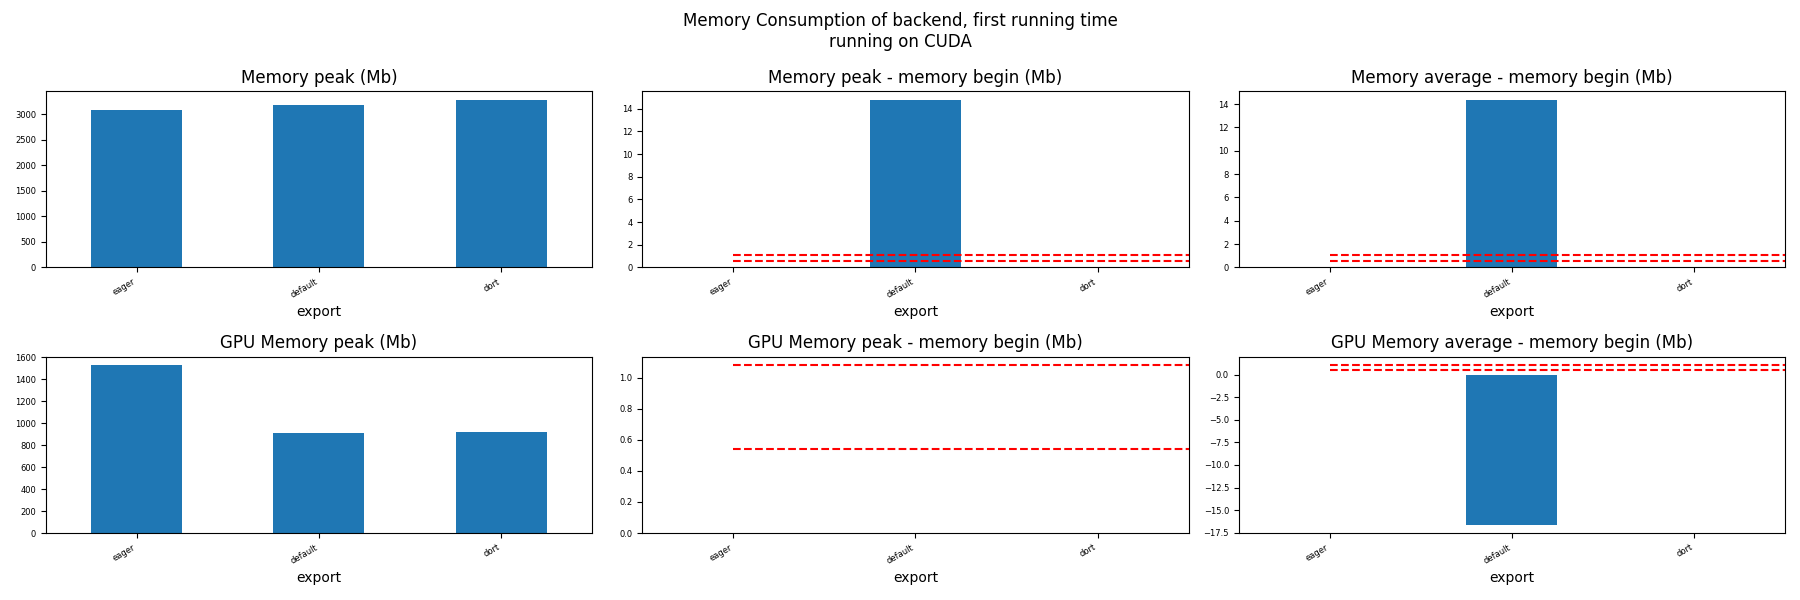 Memory Consumption of backend, first running time
running on CUDA
Memory peak (Mb)
3000
2500
2000
1500
1000
500
0
eager
default
dort
export
Memory peak - memory begin (Mb)
14
12
10
8
6
4
2
0
eager
default
dort
export
Memory average - memory begin (Mb)
14
12
10
8
6
4
2
0
eager
default
dort
export
GPU Memory peak (Mb)
1600
1400
1200
1000
800
600
400
200
0
eager
default
dort
export
GPU Memory peak - memory begin (Mb)
1.0
0.8
0.6
0.4
0.2
0.0
eager
default
dort
export
GPU Memory average - memory begin (Mb)
0.0
−2.5
−5.0
−7.5
−10.0
−12.5
−15.0
−17.5
eager
default
dort
export